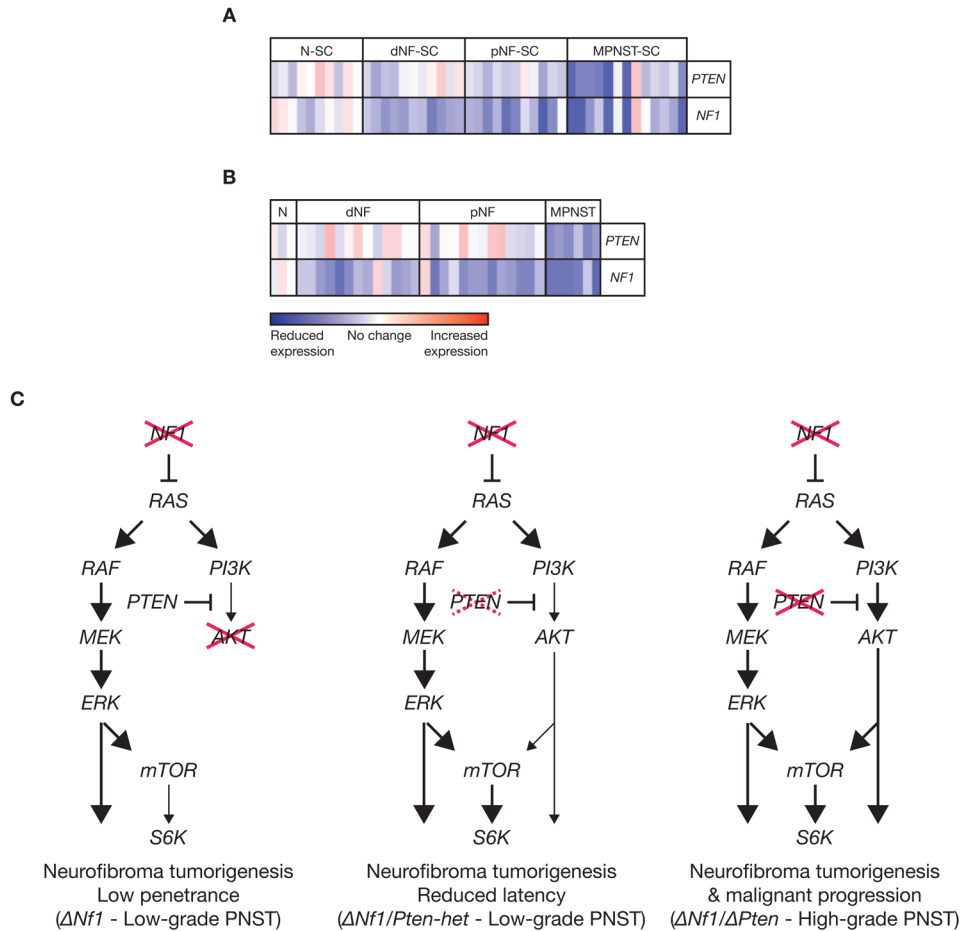 A
N-SC dNF-SC pNF-SC MPNST-SC
PTEN
NF1
B
N dNF pNF MPNST
PTEN
NF1
Reduced expression No change Increased expression
C
NF1 NF1 NF1
RAS RAS RAS
RAF PI3K RAF PI3K RAF PI3K
PTEN PTEN PTEN
MEK AKT MEK AKT MEK AKT
ERK ERK ERK
mTOR mTOR mTOR
S6K S6K S6K
Neurofibroma tumorigenesis
Low penetrance
(ΔNf1 - Low-grade PNST)
Neurofibroma tumorigenesis
Reduced latency
(ΔNf1/Pten-het - Low-grade PNST)
Neurofibroma tumorigenesis
& malignant progression
(ΔNf1/ΔPten - High-grade PNST)